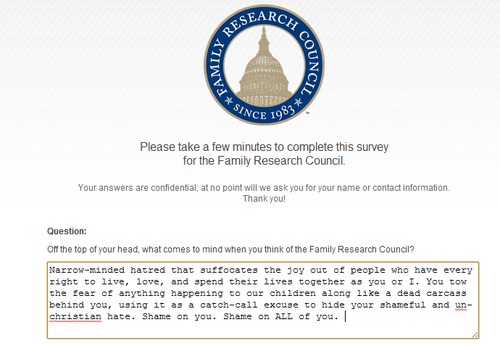 FAMILY RESEARCH COUNCIL
SINCE 1983
Please take a few minutes to complete this survey
for the Family Research Council.
Your answers are confidential; at no point will we ask you for your name or contact information.
Thank you!
Question:
Off the top of your head, what comes to mind when you think of the Family Research Council?
Narrow-minded hatred that suffocates the joy out of people who have every
right to live, love, and spend their lives together as you or I. You tow
the fear of anything happening to our children along like a dead carcass
behind you, using it as a catch-call excuse to hide your shameful and un-
christian hate. Shame on you. Shame on ALL of you.